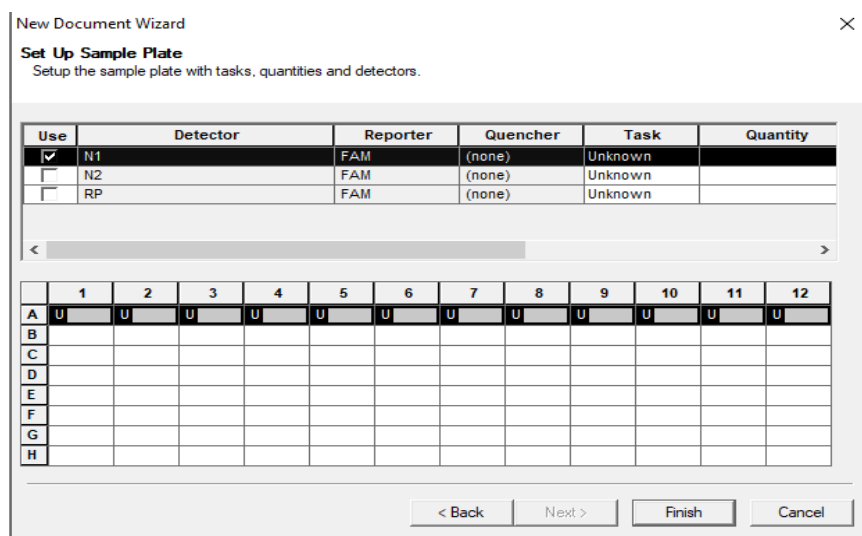 New Document Wizard
Set Up Sample Plate
Setup the sample plate with tasks, quantities and detectors.
Use Detector Reporter Quencher Task Quantity
N1 FAM (none) Unknown
N2 FAM (none) Unknown
RP FAM (none) Unknown
1 2 3 4 5 6 7 8 9 10 11 12
A U U U U U U U U U U U U
B
C
D
E
F
G
H
< Back Next > Finish Cancel